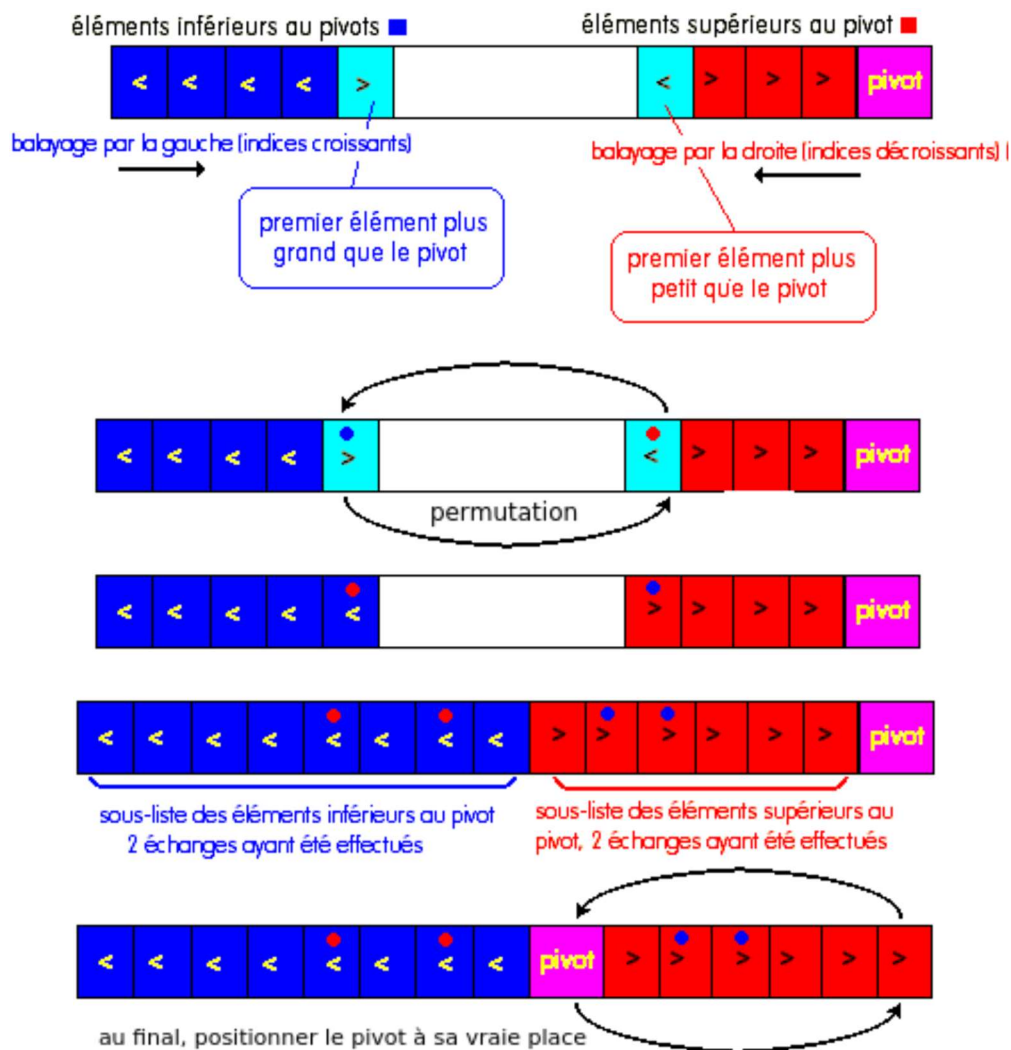 éléments inférieurs au pivots
éléments supérieurs au pivot
< < < < > < > > > pivot
balayage par la gauche (indices croissants)
balayage par la droite (indices décroissants) (
premier élément plus
grand que le pivot
premier élément plus
petit que le pivot
< < < < > < > > > pivot
permutation
< < < < < > > > > pivot
< < < < < < < < > > > > > > pivot
sous-liste des éléments inférieurs au pivot
2 échanges ayant été effectués
sous-liste des éléments supérieurs au
pivot, 2 échanges ayant été effectués
< < < < < < < < pivot > > > > > >
au final, positionner le pivot à sa vraie place